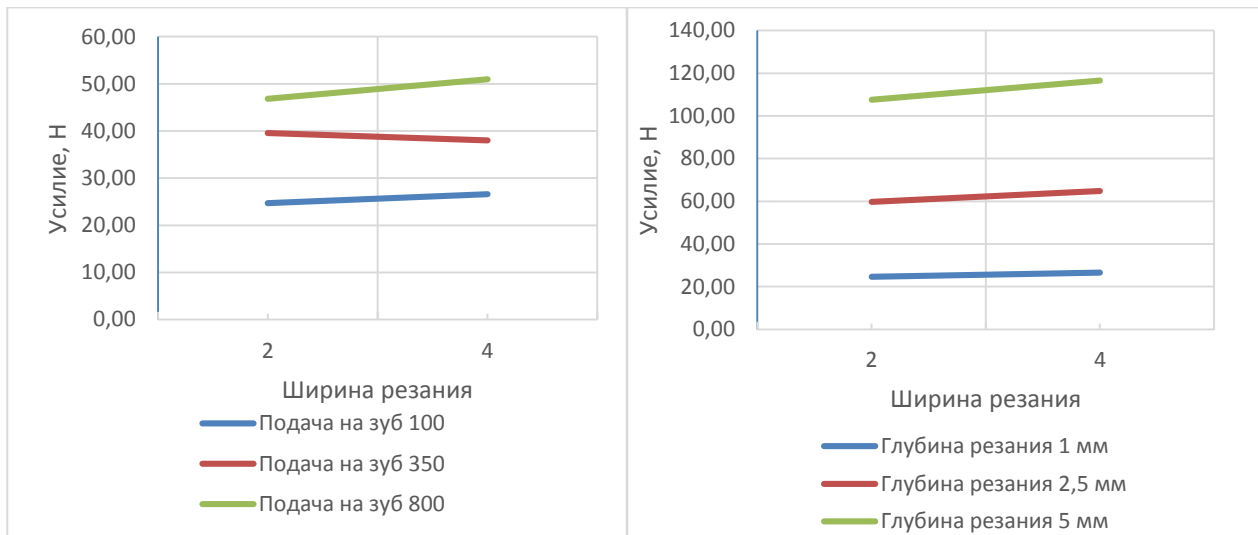 60,00
50,00
40,00
30,00
20,00
10,00
0,00
Усилие, Н
2
4
Ширина резания
Подача на зуб 100
Подача на зуб 350
Подача на зуб 800
140,00
120,00
100,00
80,00
60,00
40,00
20,00
0,00
Усилие, Н
2
4
Ширина резания
Глубина резания 1 мм
Глубина резания 2,5 мм
Глубина резания 5 мм